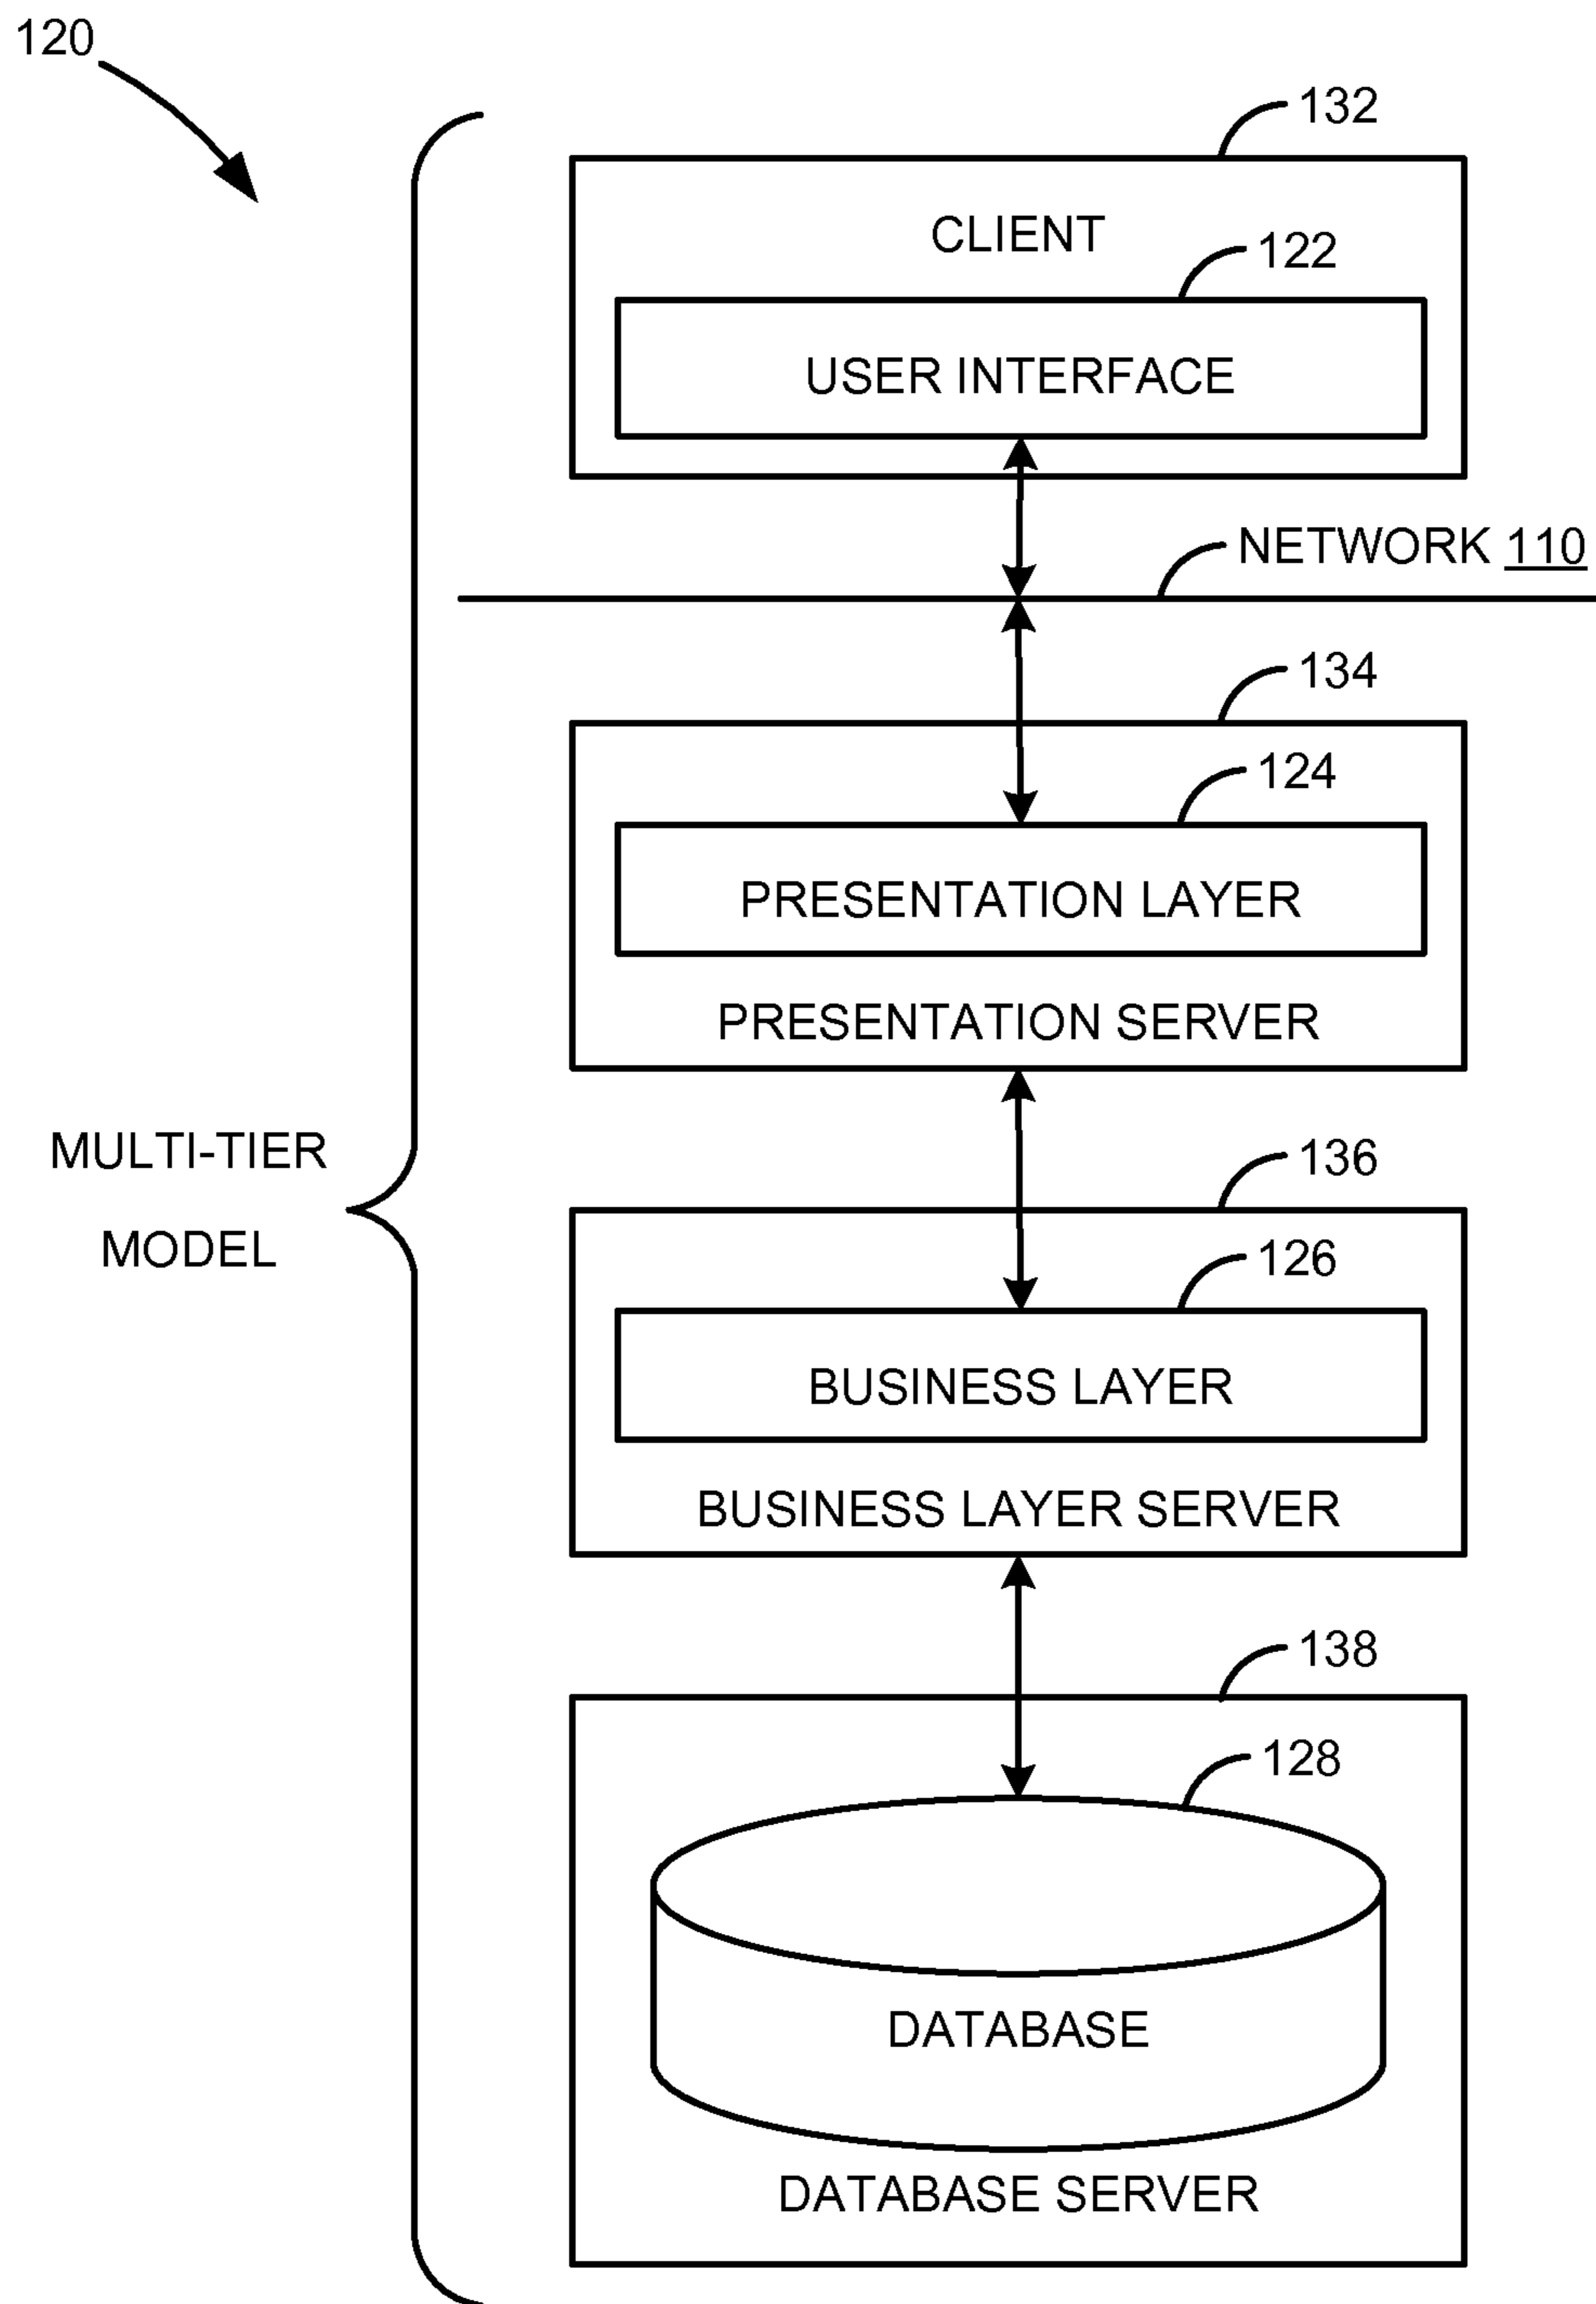 120
132
CLIENT
122
USER INTERFACE
NETWORK 110
134
124
PRESENTATION LAYER
PRESENTATION SERVER
MULTI-TIER
MODEL
136
126
BUSINESS LAYER
BUSINESS LAYER SERVER
138
128
DATABASE
DATABASE SERVER